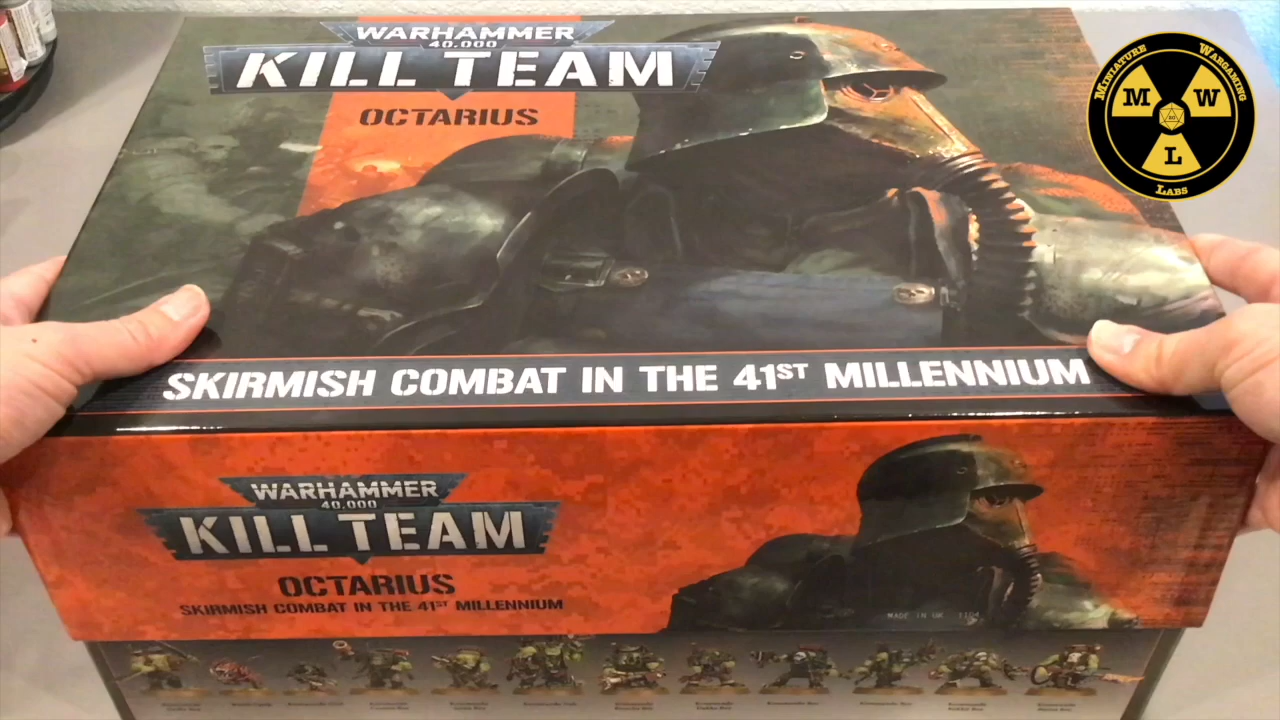 WARHAMMER
40,000
KILL TEAM
OCTARIUS
MINIATURE WARGAMING
M W
L
LABS
SKIRMISH COMBAT IN THE 41ST MILLENNIUM
WARHAMMER
40,000
KILL TEAM
OCTARIUS
SKIRMISH COMBAT IN THE 41ST MILLENNIUM
MADE IN UK